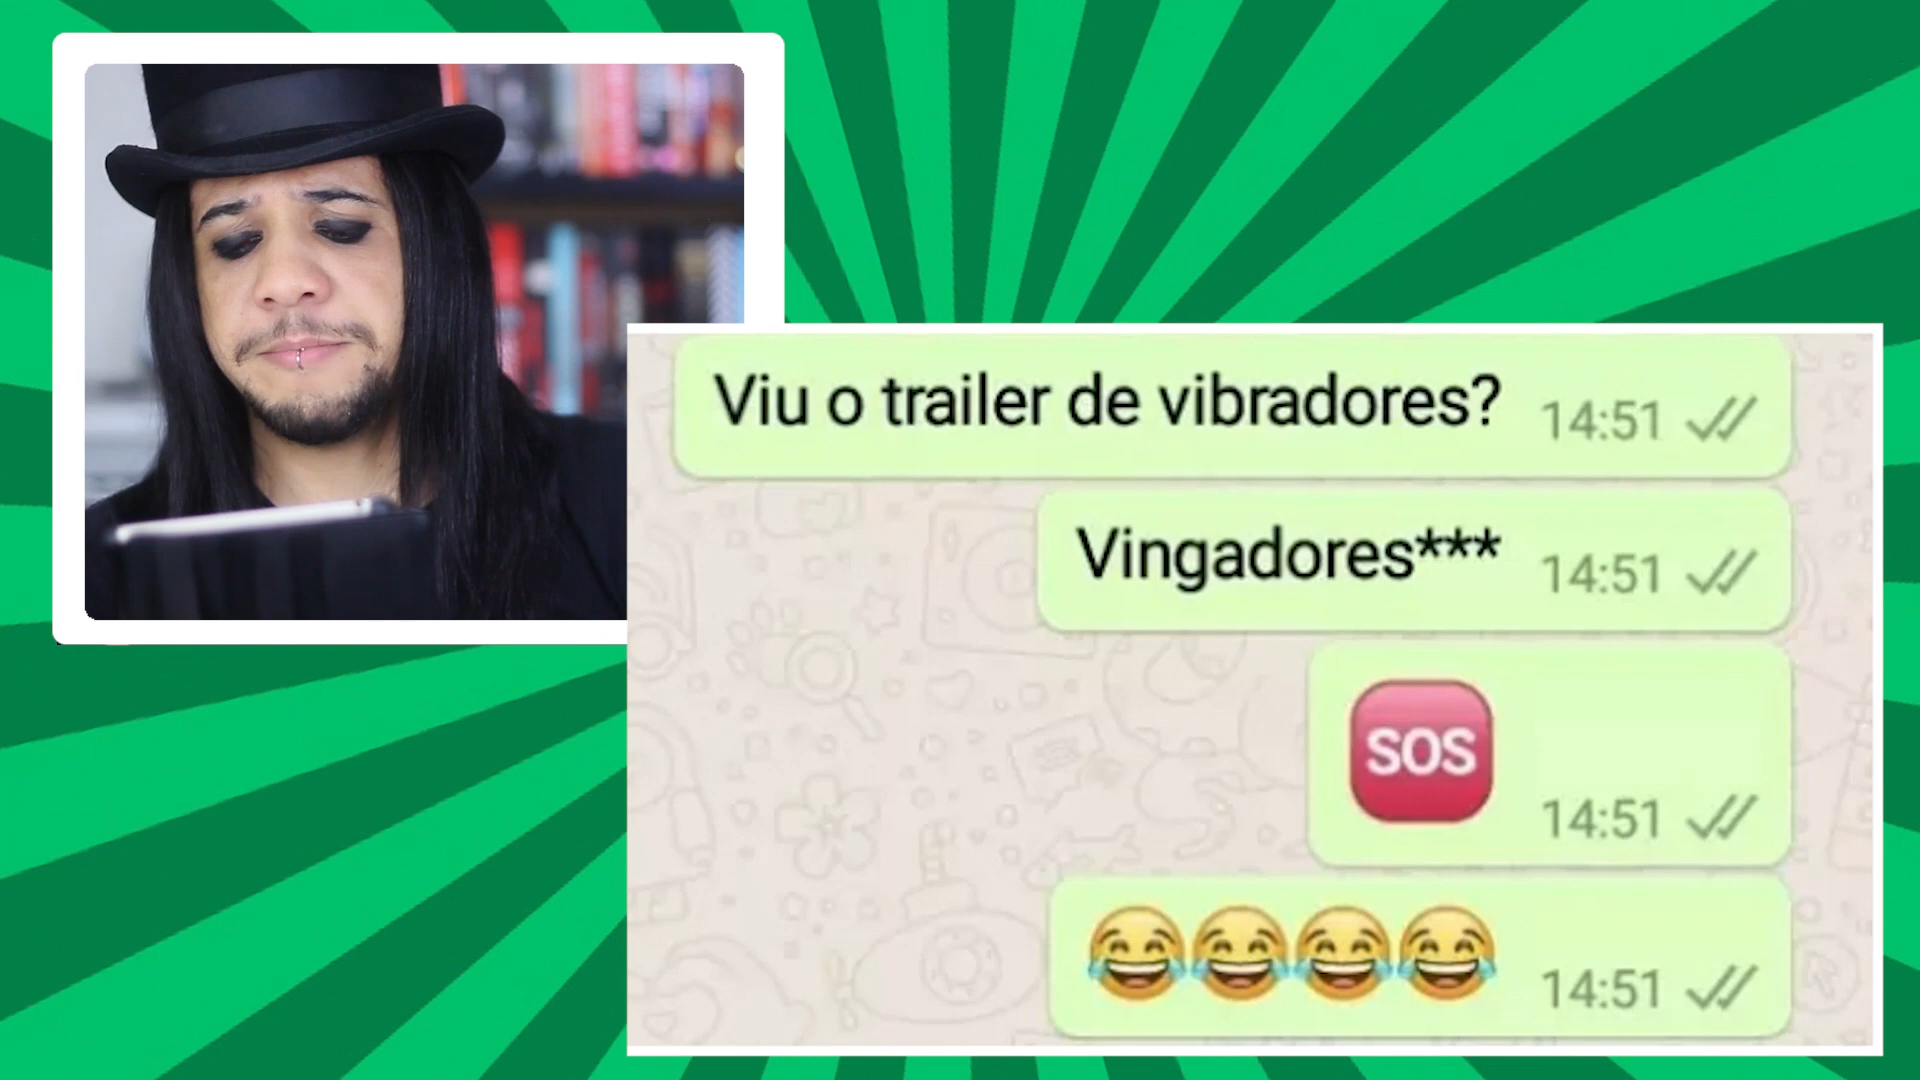 Viu o trailer de vibradores? 14:51
Vingadores*** 14:51
SOS
14:51
😂😂😂😂 14:51